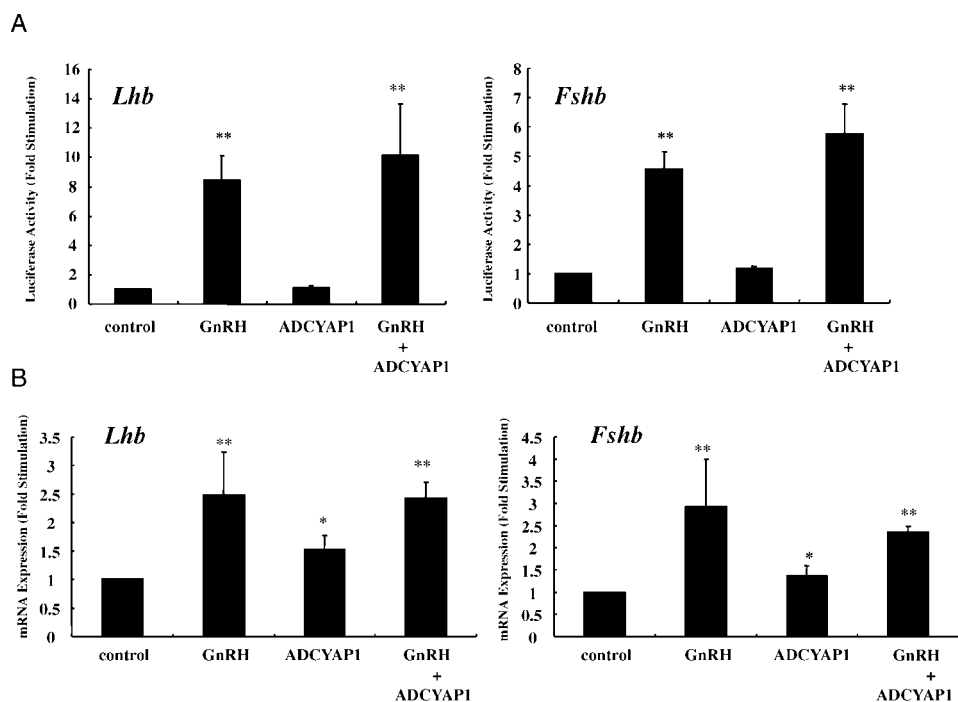 A
Lhb
Luciferase Activity (Fold Stimulation)
16
14
12
10
8
6
4
2
0
**
**
control
GnRH
ADCYAP1
GnRH
+
ADCYAP1
Fshb
Luciferase Activity (Fold Stimulation)
8
7
6
5
4
3
2
1
0
**
**
control
GnRH
ADCYAP1
GnRH
+
ADCYAP1
B
Lhb
mRNA Expression (Fold Stimulation)
3.5
3
2.5
2
1.5
1
0.5
0
**
*
**
control
GnRH
ADCYAP1
GnRH
+
ADCYAP1
Fshb
mRNA Expression (Fold Stimulation)
4.5
4
3.5
3
2.5
2
1.5
1
0.5
0
**
*
**
control
GnRH
ADCYAP1
GnRH
+
ADCYAP1